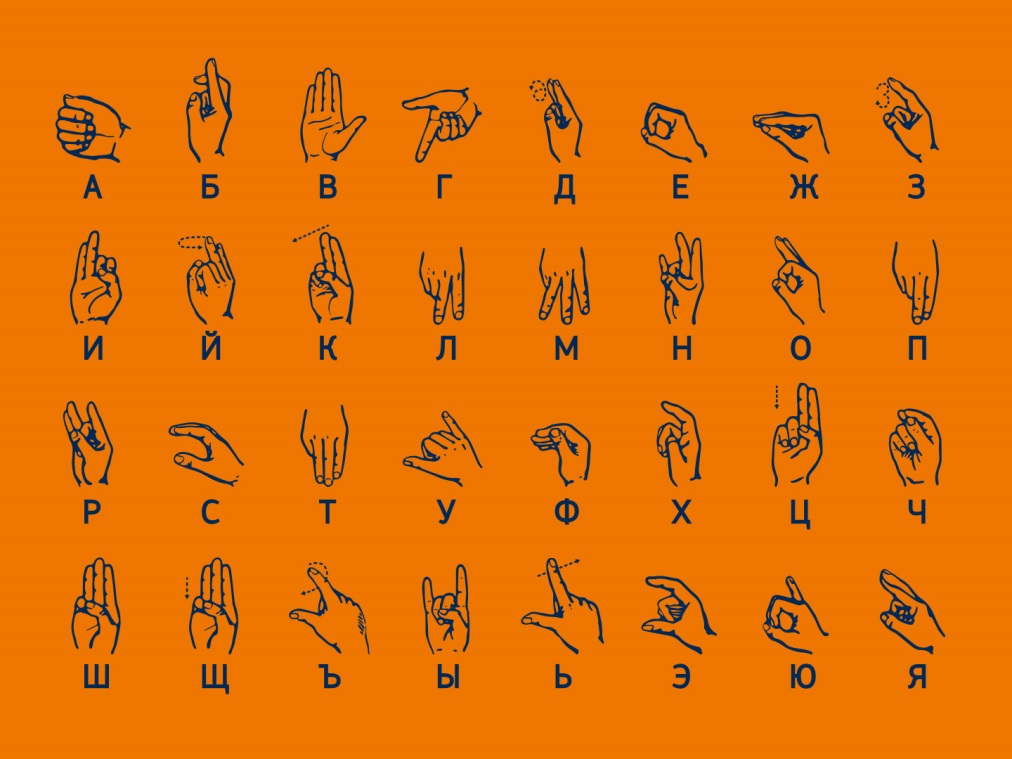 А Б В Г Д Е Ж З
И Й К Л М Н О П
Р С Т У Ф Х Ц Ч
Ш Щ Ъ Ы Ь Э Ю Я